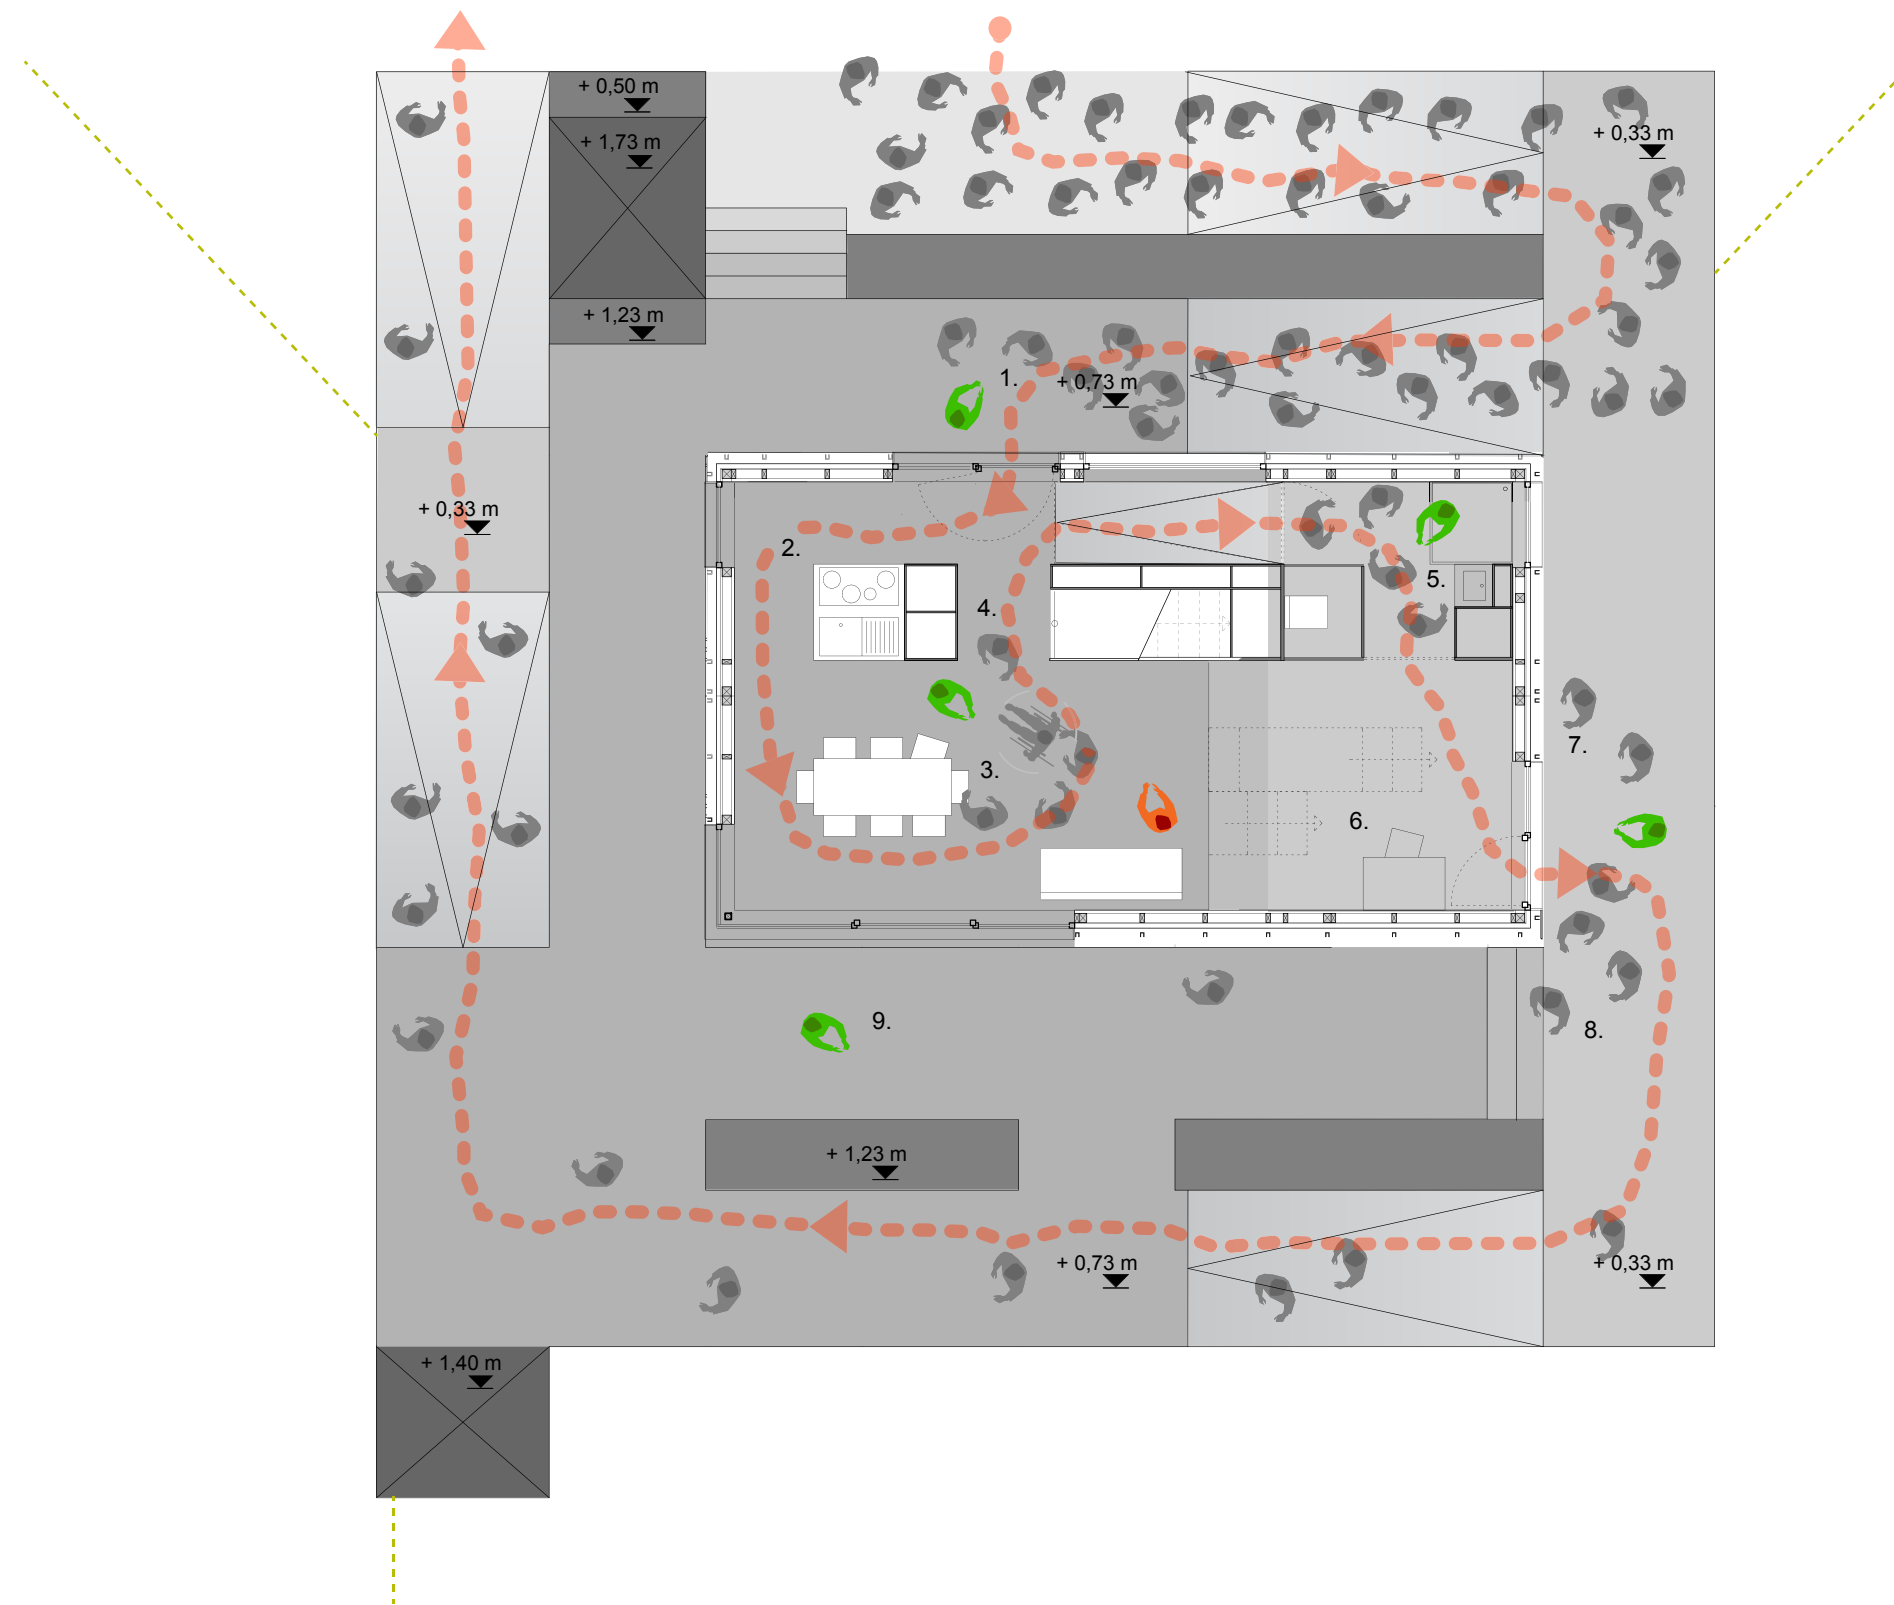 + 0,50 m
+ 1,73 m
+ 0,33 m
+ 1,23 m
1.
+ 0,73 m
+ 0,33 m
2.
5.
4.
7.
3.
6.
9.
8.
+ 1,23 m
+ 0,73 m
+ 0,33 m
+ 1,40 m